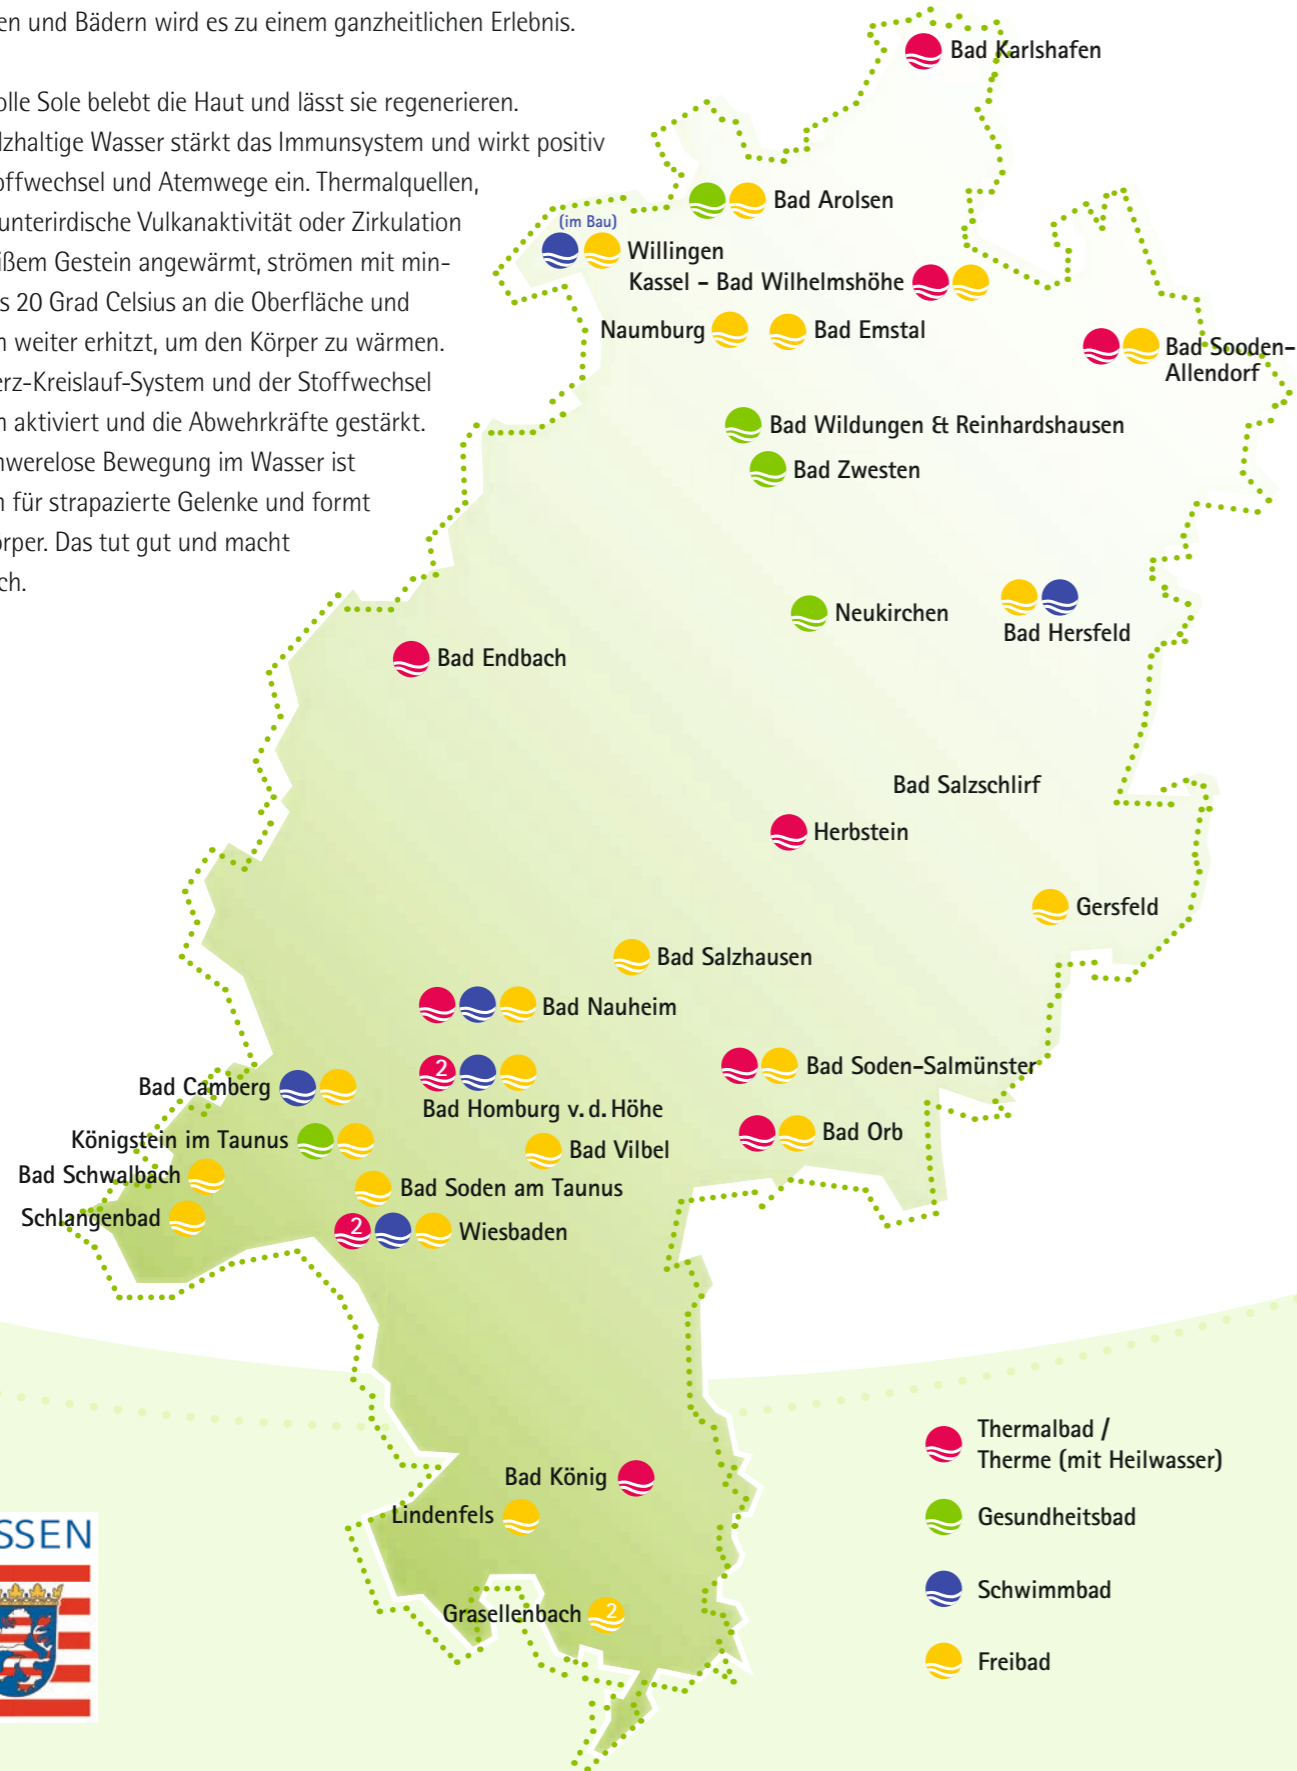 en und Bädern wird es zu einem ganzheitlichen Erlebnis.
olle Sole belebt die Haut und lässt sie regenerieren.
lzhaltige Wasser stärkt das Immunsystem und wirkt positiv
offwechsel und Atemwege ein. Thermalquellen,
unterirdische Vulkanaktivität oder Zirkulation
ißem Gestein angewärmt, strömen mit min-
s 20 Grad Celsius an die Oberfläche und
n weiter erhitzt, um den Körper zu wärmen.
erz-Kreislauf-System und der Stoffwechsel
n aktiviert und die Abwehrkräfte gestärkt.
hwerelose Bewegung im Wasser ist
n für strapazierte Gelenke und formt
örper. Das tut gut und macht
ch.
Bad Karlshafen
Bad Arolsen
(im Bau)
Willingen
Kassel – Bad Wilhelmshöhe
Naumburg
Bad Emstal
Bad Sooden-
Allendorf
Bad Wildungen & Reinhardshausen
Bad Zwesten
Neukirchen
Bad Hersfeld
Bad Endbach
Bad Salzschlirf
Herbstein
Gersfeld
Bad Salzhausen
Bad Nauheim
2
Bad Homburg v. d. Höhe
Bad Soden-Salmünster
Bad Camberg
Bad Orb
Königstein im Taunus
Bad Vilbel
Bad Schwalbach
Bad Soden am Taunus
Schlangenbad
2
Wiesbaden
Bad König
Lindenfels
Grasellenbach
2
Thermalbad /
Therme (mit Heilwasser)
Gesundheitsbad
Schwimmbad
Freibad
SSEN